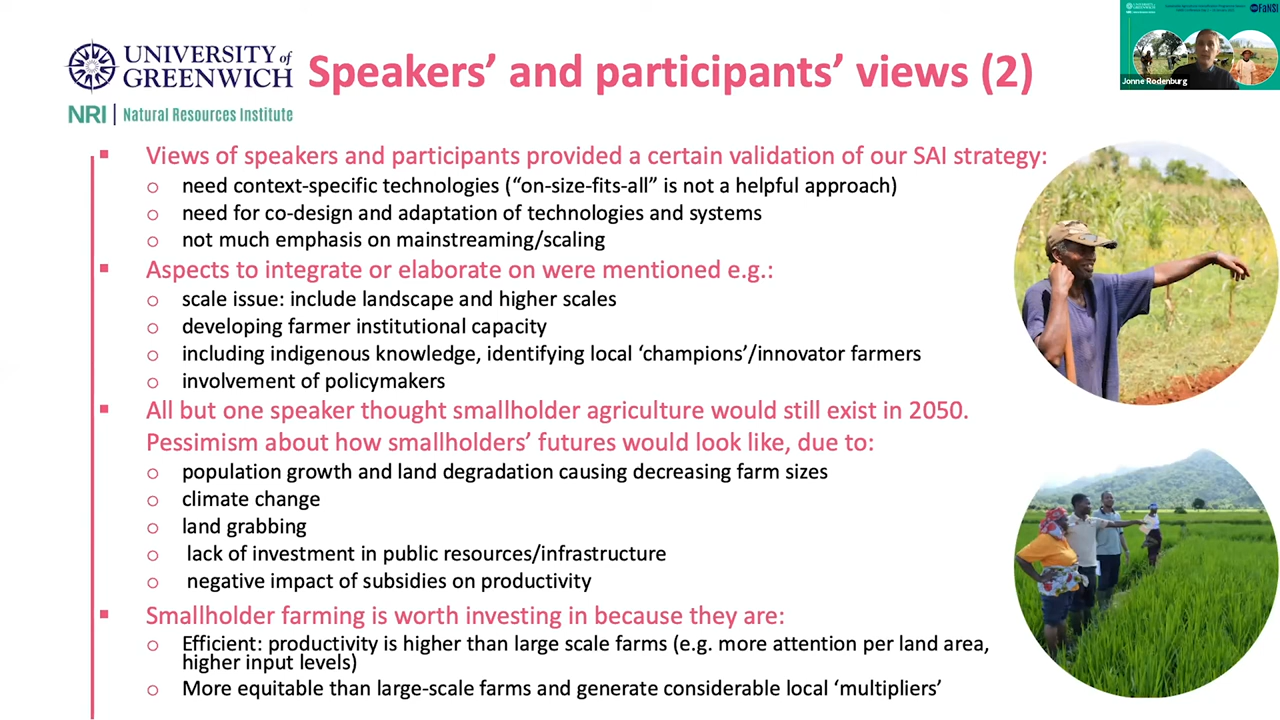 UNIVERSITY of
GREENWICH
NRI | Natural Resources Institute
Speakers' and participants' views (2)
Jonne Rodenburg
FaNSI
▪ Views of speakers and participants provided a certain validation of our SAI strategy:
o need context-specific technologies ("on-size-fits-all" is not a helpful approach)
o need for co-design and adaptation of technologies and systems
o not much emphasis on mainstreaming/scaling
▪ Aspects to integrate or elaborate on were mentioned e.g.:
o scale issue: include landscape and higher scales
o developing farmer institutional capacity
o including indigenous knowledge, identifying local 'champions'/innovator farmers
o involvement of policymakers
▪ All but one speaker thought smallholder agriculture would still exist in 2050.
Pessimism about how smallholders' futures would look like, due to:
o population growth and land degradation causing decreasing farm sizes
o climate change
o land grabbing
o lack of investment in public resources/infrastructure
o negative impact of subsidies on productivity
▪ Smallholder farming is worth investing in because they are:
o Efficient: productivity is higher than large scale farms (e.g. more attention per land area,
higher input levels)
o More equitable than large-scale farms and generate considerable local 'multipliers'